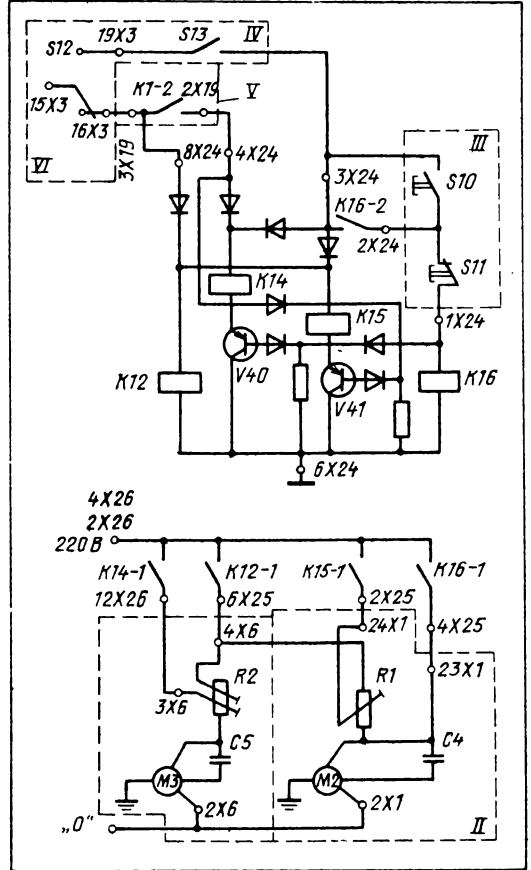 S12
19X3
S13
IV
15X3
16X3
K1-2
2X19
V
VI
3X19
8X24
4X24
III
3X24
S10
K16-2
2X24
S11
K14
K15
1X24
V40
K12
V41
K16
6X24
4X26
2X26
220 В
K14-1
K12-1
K15-1
K16-1
12X26
6X25
2X25
4X25
4X6
24X1
23X1
R2
R1
3X6
C5
C4
M3
M2
2X6
2X1
„0"
II